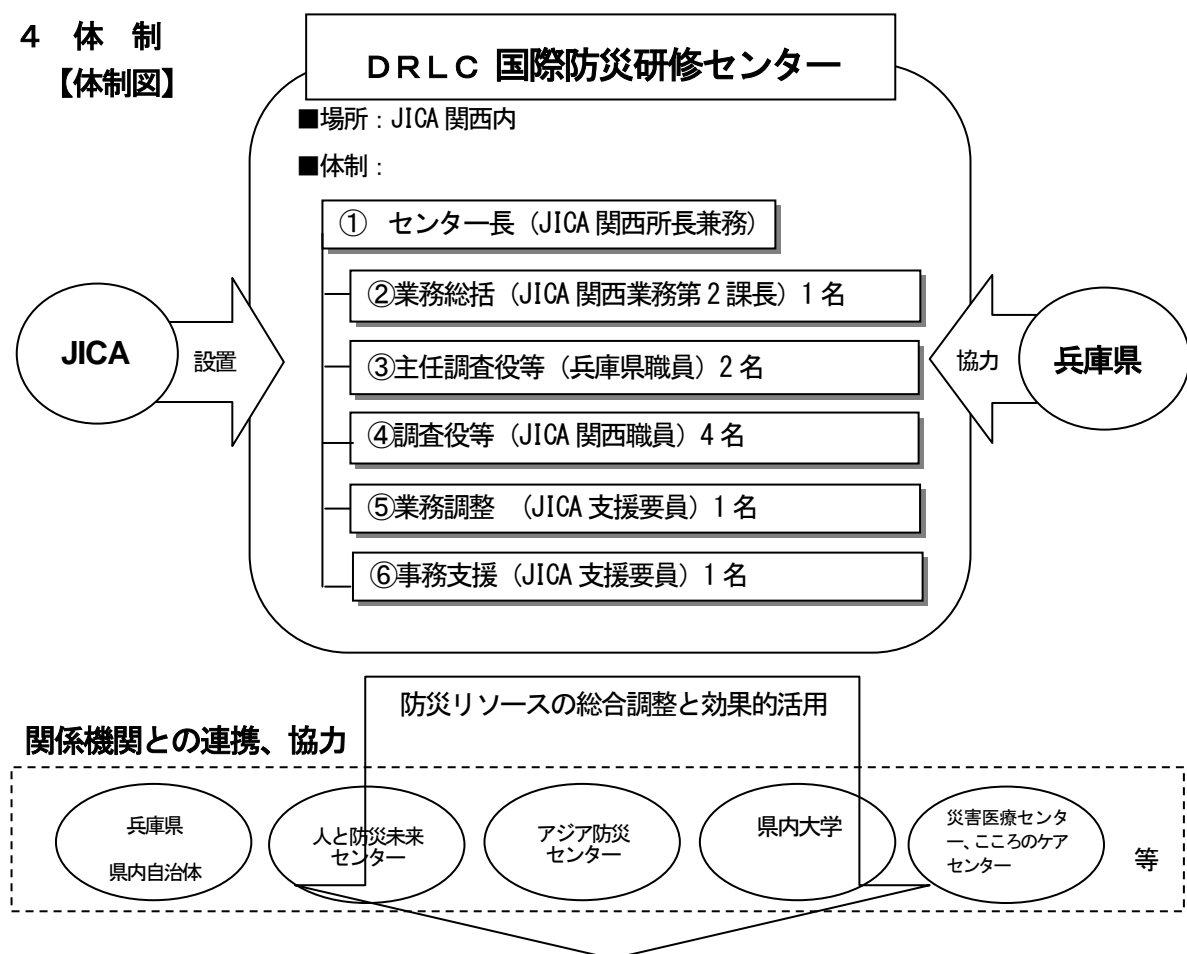 ４ 体 制
【体制図】
ＤＲＬＣ 国際防災研修センター
■場所：JICA 関西内
■体制：
① センター長（JICA 関西所長兼務）
②業務総括（JICA 関西業務第２課長）１名
③主任調査役等（兵庫県職員）２名
④調査役等（JICA 関西職員）４名
⑤業務調整 （JICA 支援要員）１名
⑥事務支援（JICA 支援要員）１名
JICA
設置
協力
兵庫県
防災リソースの総合調整と効果的活用
関係機関との連携、協力
兵庫県
県内自治体
人と防災未来
センター
アジア防災
センター
県内大学
災害医療センタ
ー、こころのケア
センター
等